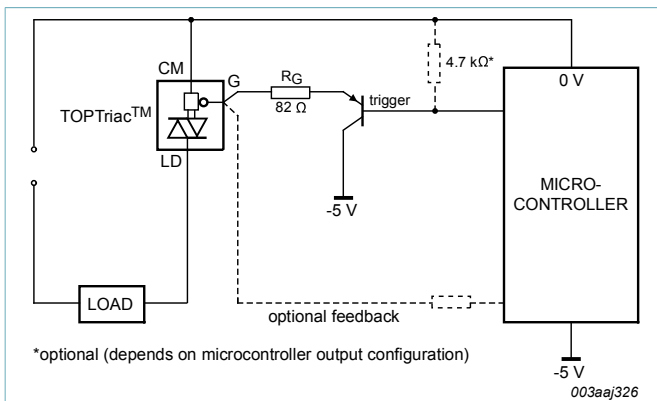 CM
G
R_G
82 Ω
4.7 kΩ*
0 V
TOPTriac™
trigger
LD
-5 V
MICRO-
CONTROLLER
LOAD
optional feedback
*optional (depends on microcontroller output configuration)
-5 V
003aaj326